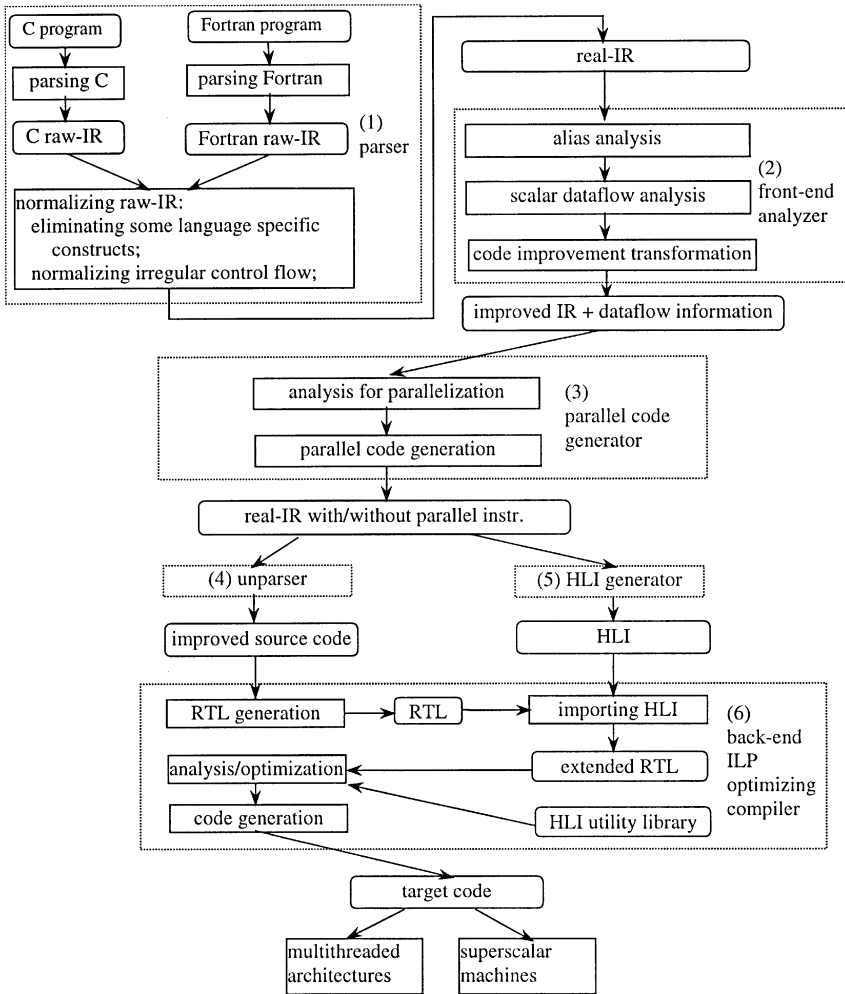 C program
Fortran program
parsing C
parsing Fortran
C raw-IR
Fortran raw-IR
(1)
parser
normalizing raw-IR:
eliminating some language specific
constructs;
normalizing irregular control flow;
real-IR
alias analysis
scalar dataflow analysis
code improvement transformation
(2)
front-end
analyzer
improved IR + dataflow information
analysis for parallelization
parallel code generation
(3)
parallel code
generator
real-IR with/without parallel instr.
(4) unparser
(5) HLI generator
improved source code
HLI
RTL generation
RTL
importing HLI
(6)
back-end
ILP
optimizing
compiler
analysis/optimization
extended RTL
code generation
HLI utility library
target code
multithreaded
architectures
superscalar
machines